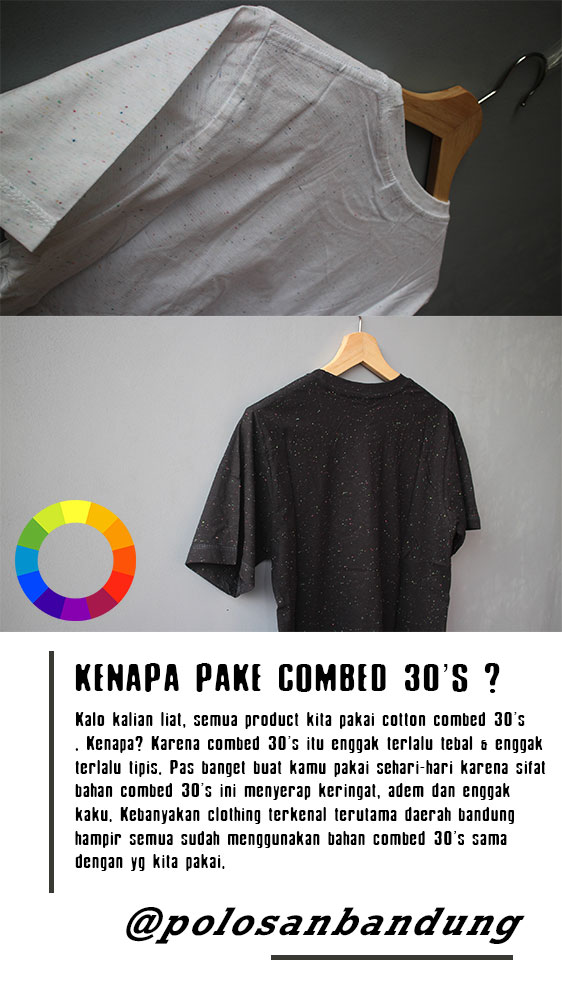 KENAPA PAKE COMBED 30'S ?
Kalo kalian liat, semua product kita pakai cotton combed 30's
. Kenapa? Karena combed 30's itu enggak terlalu tebal & enggak
terlalu tipis. Pas banget buat kamu pakai sehari-hari karena sifat
bahan combed 30's ini menyerap keringat, adem dan enggak
kaku. Kebanyakan clothing terkenal terutama daerah bandung
hampir semua sudah menggunakan bahan combed 30's sama
dengan yg kita pakai.
@polosanbandung